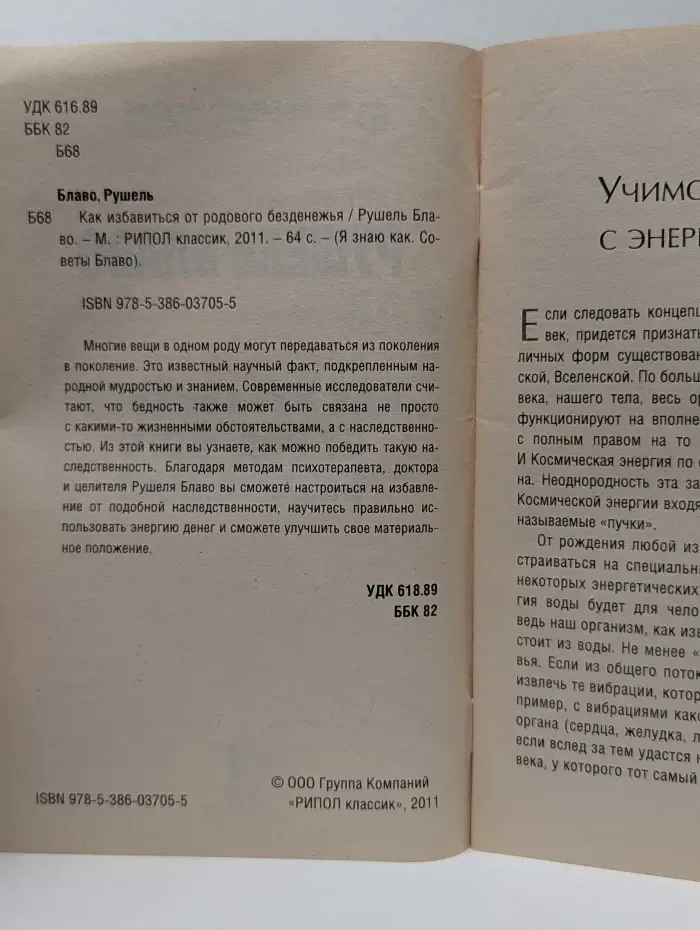 УДК 616.89
ББК 82
Б68
Блаво, Рушель
Б68 Как избавиться от родового безденежья / Рушель Бла-
во. – М. : РИПОЛ классик, 2011. – 64 с. – (Я знаю как. Со-
веты Блаво).
ISBN 978-5-386-03705-5
Многие вещи в одном роду могут передаваться из поколения
в поколение. Это известный научный факт, подкрепленным на-
родной мудростью и знанием. Современные исследователи счи-
тают, что бедность также может быть связана не просто
с какими-то жизненными обстоятельствами, а с наследственно-
стью. Из этой книги вы узнаете, как можно победить такую на-
следственность. Благодаря методам психотерапевта, доктора
и целителя Рушеля Блаво вы сможете настроиться на избавле-
ние от подобной наследственности, научитесь правильно ис-
пользовать энергию денег и сможете улучшить свое материаль-
ное положение.
УДК 618.89
ББК 82
ISBN 978-5-386-03705-5
© ООО Группа Компаний
«РИПОЛ классик», 2011
Учимс
с энер
Если следовать концепц
век, придется признать
личных форм существован
ской, Вселенской. По больш
века, нашего тела, весь ор
функционируют на вполне
с полным правом на то
И Космическая энергия по с
на. Неоднородность эта за
Космической энергии входя
называемые «пучки».
От рождения любой из
страиваться на специальн
некоторых энергетических
гия воды будет для чело
ведь наш организм, как изв
стоит из воды. Не менее «
вья. Если из общего поток
извлечь те вибрации, котор
пример, с вибрациями како
органа (сердца, желудка, л
если вслед за тем удастся н
века, у которого тот самый